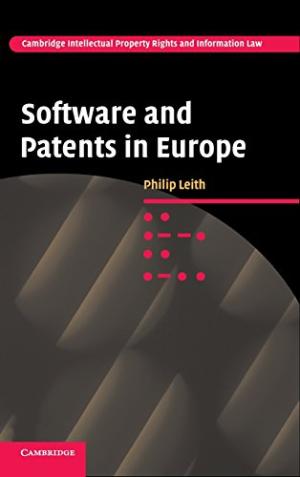 Cambridge Intellectual Property Rights and Information Law
Software and
Patents in Europe
Philip Leith
CAMBRIDGE